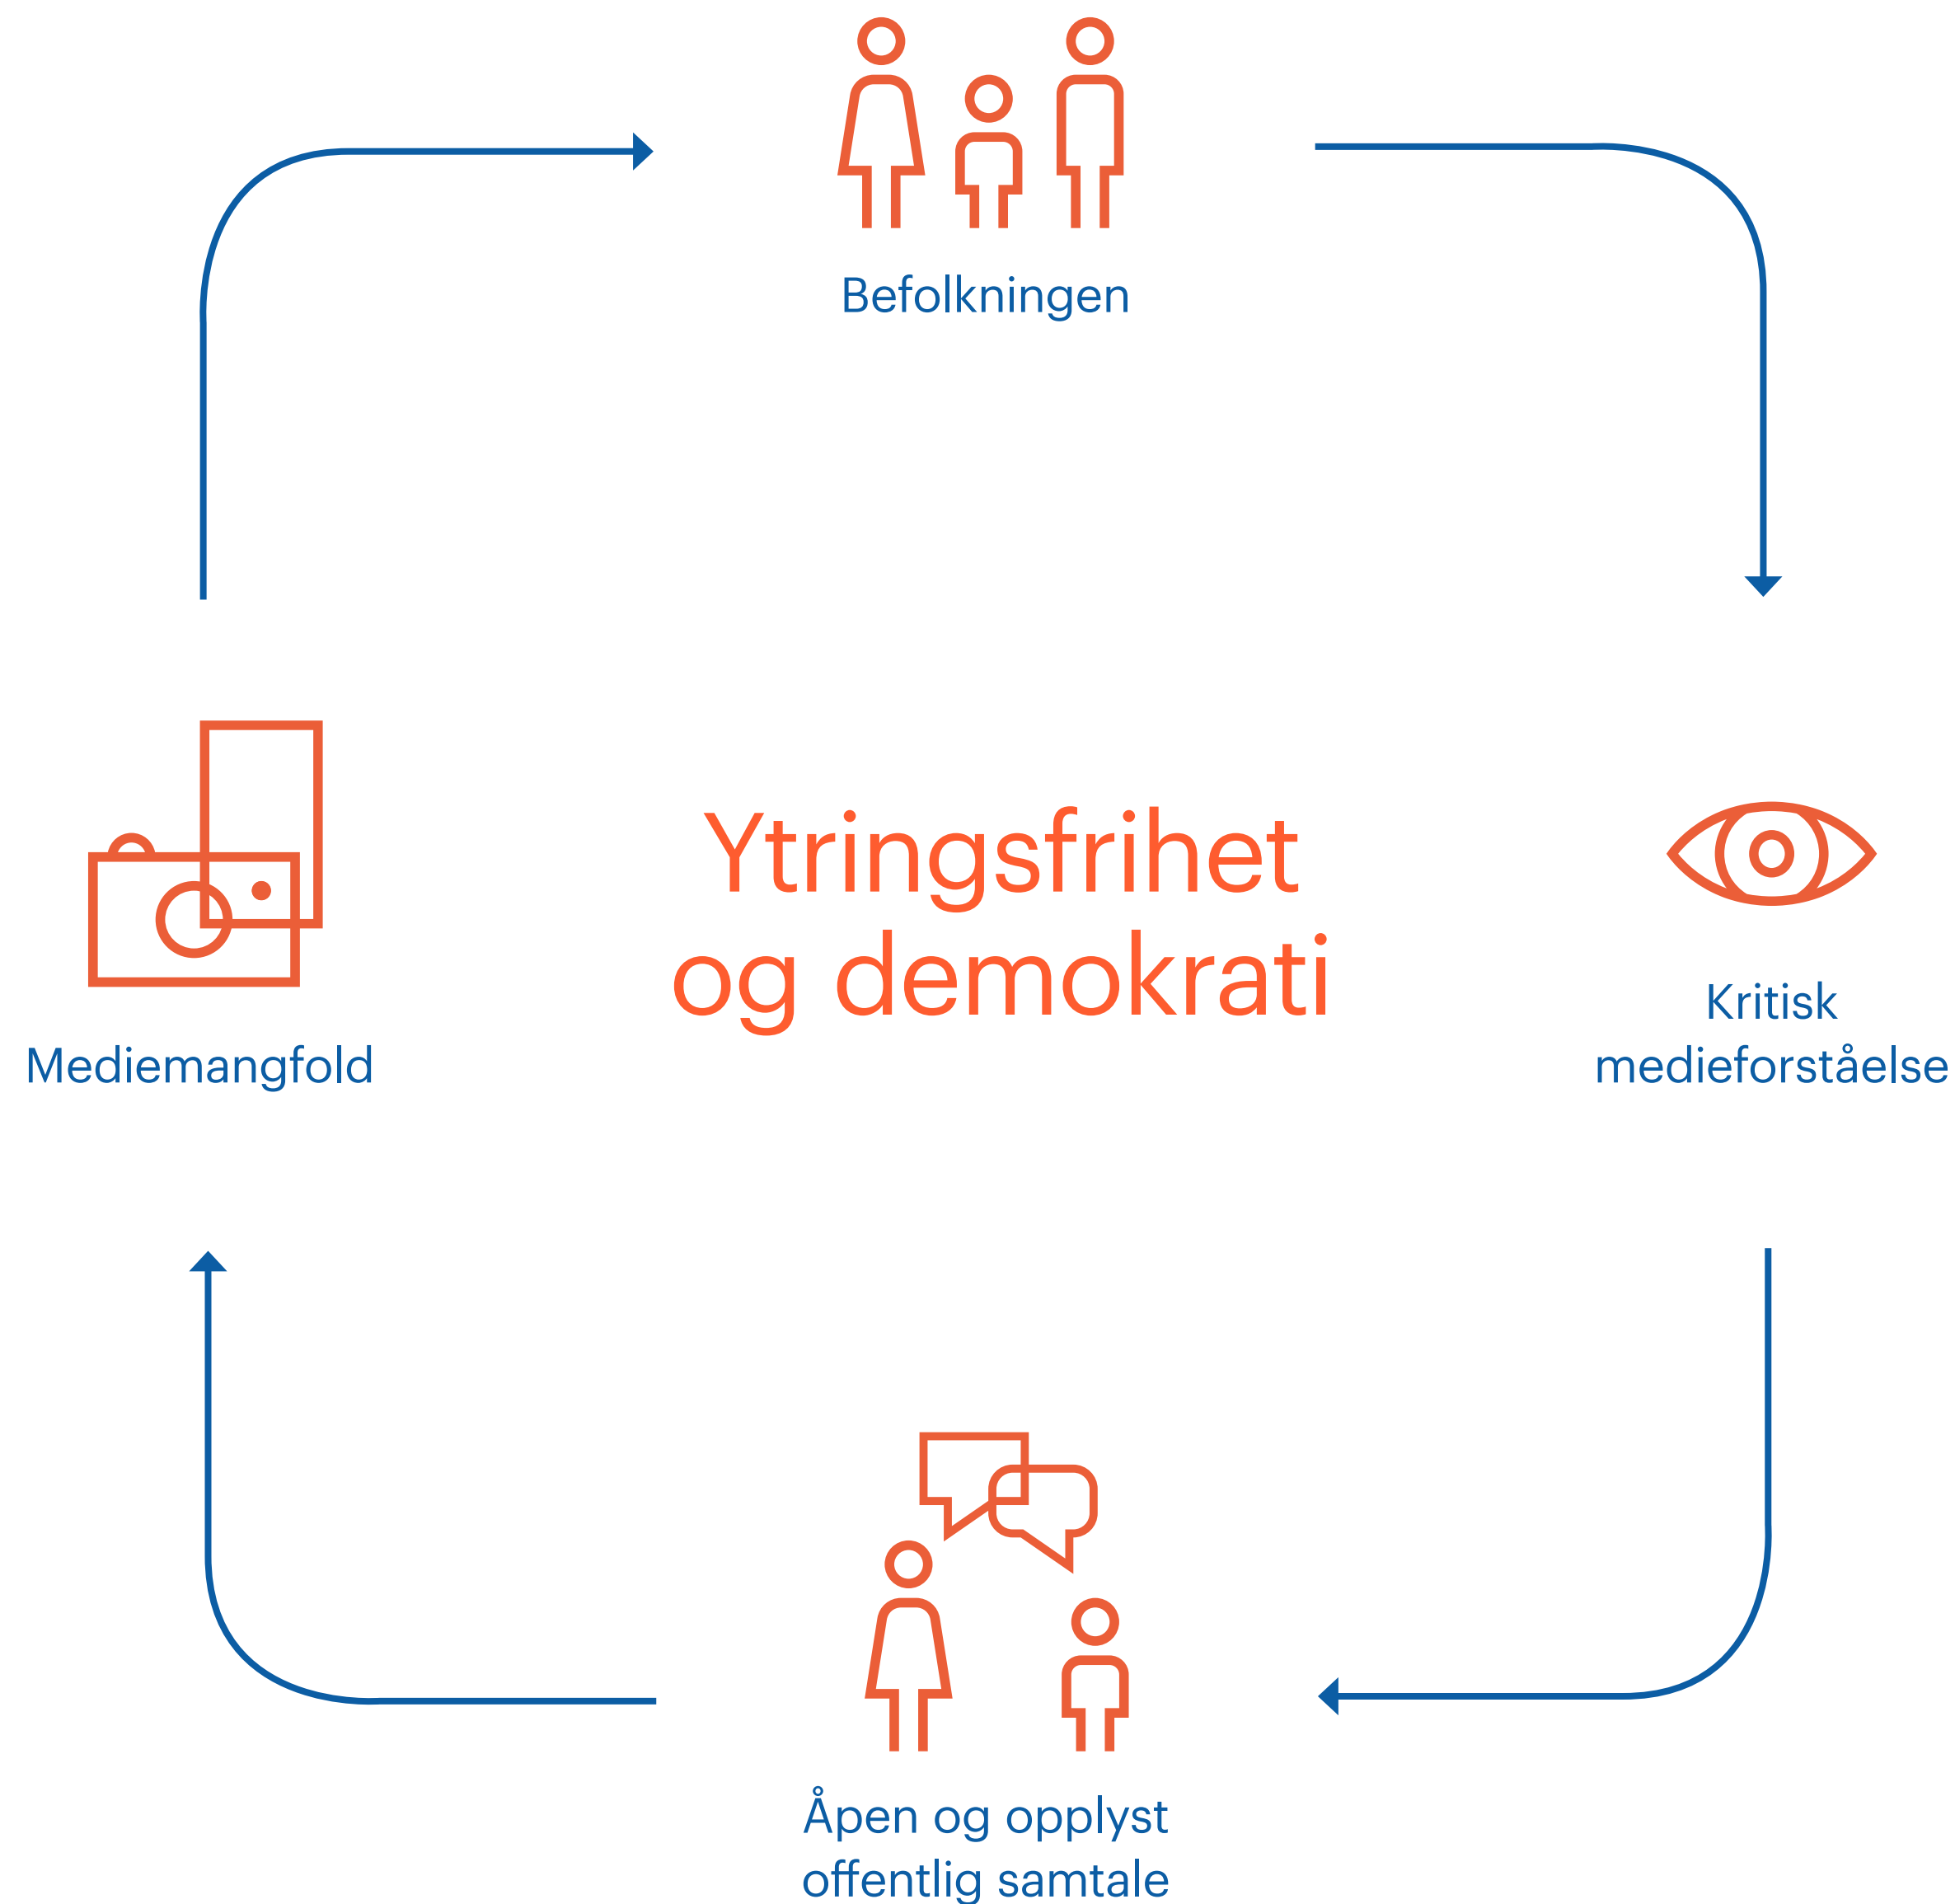 Befolkningen
Ytringsfrihet
og demokrati
Mediemangfold
Kritisk
medieforståelse
Åpen og opplyst
offentlig samtale